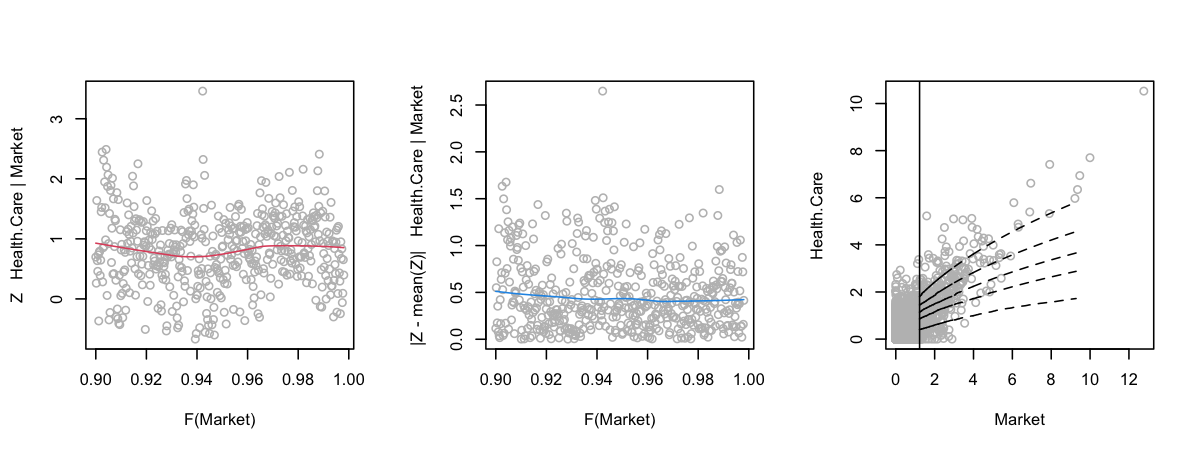 Z   Health.Care | Market
3
2
1
0
0.90 0.92 0.94 0.96 0.98 1.00
F(Market)
|Z - mean(Z)|   Health.Care | Market
2.5
2.0
1.5
1.0
0.5
0.0
0.90 0.92 0.94 0.96 0.98 1.00
F(Market)
Health.Care
10
8
6
4
2
0
0 2 4 6 8 10 12
Market